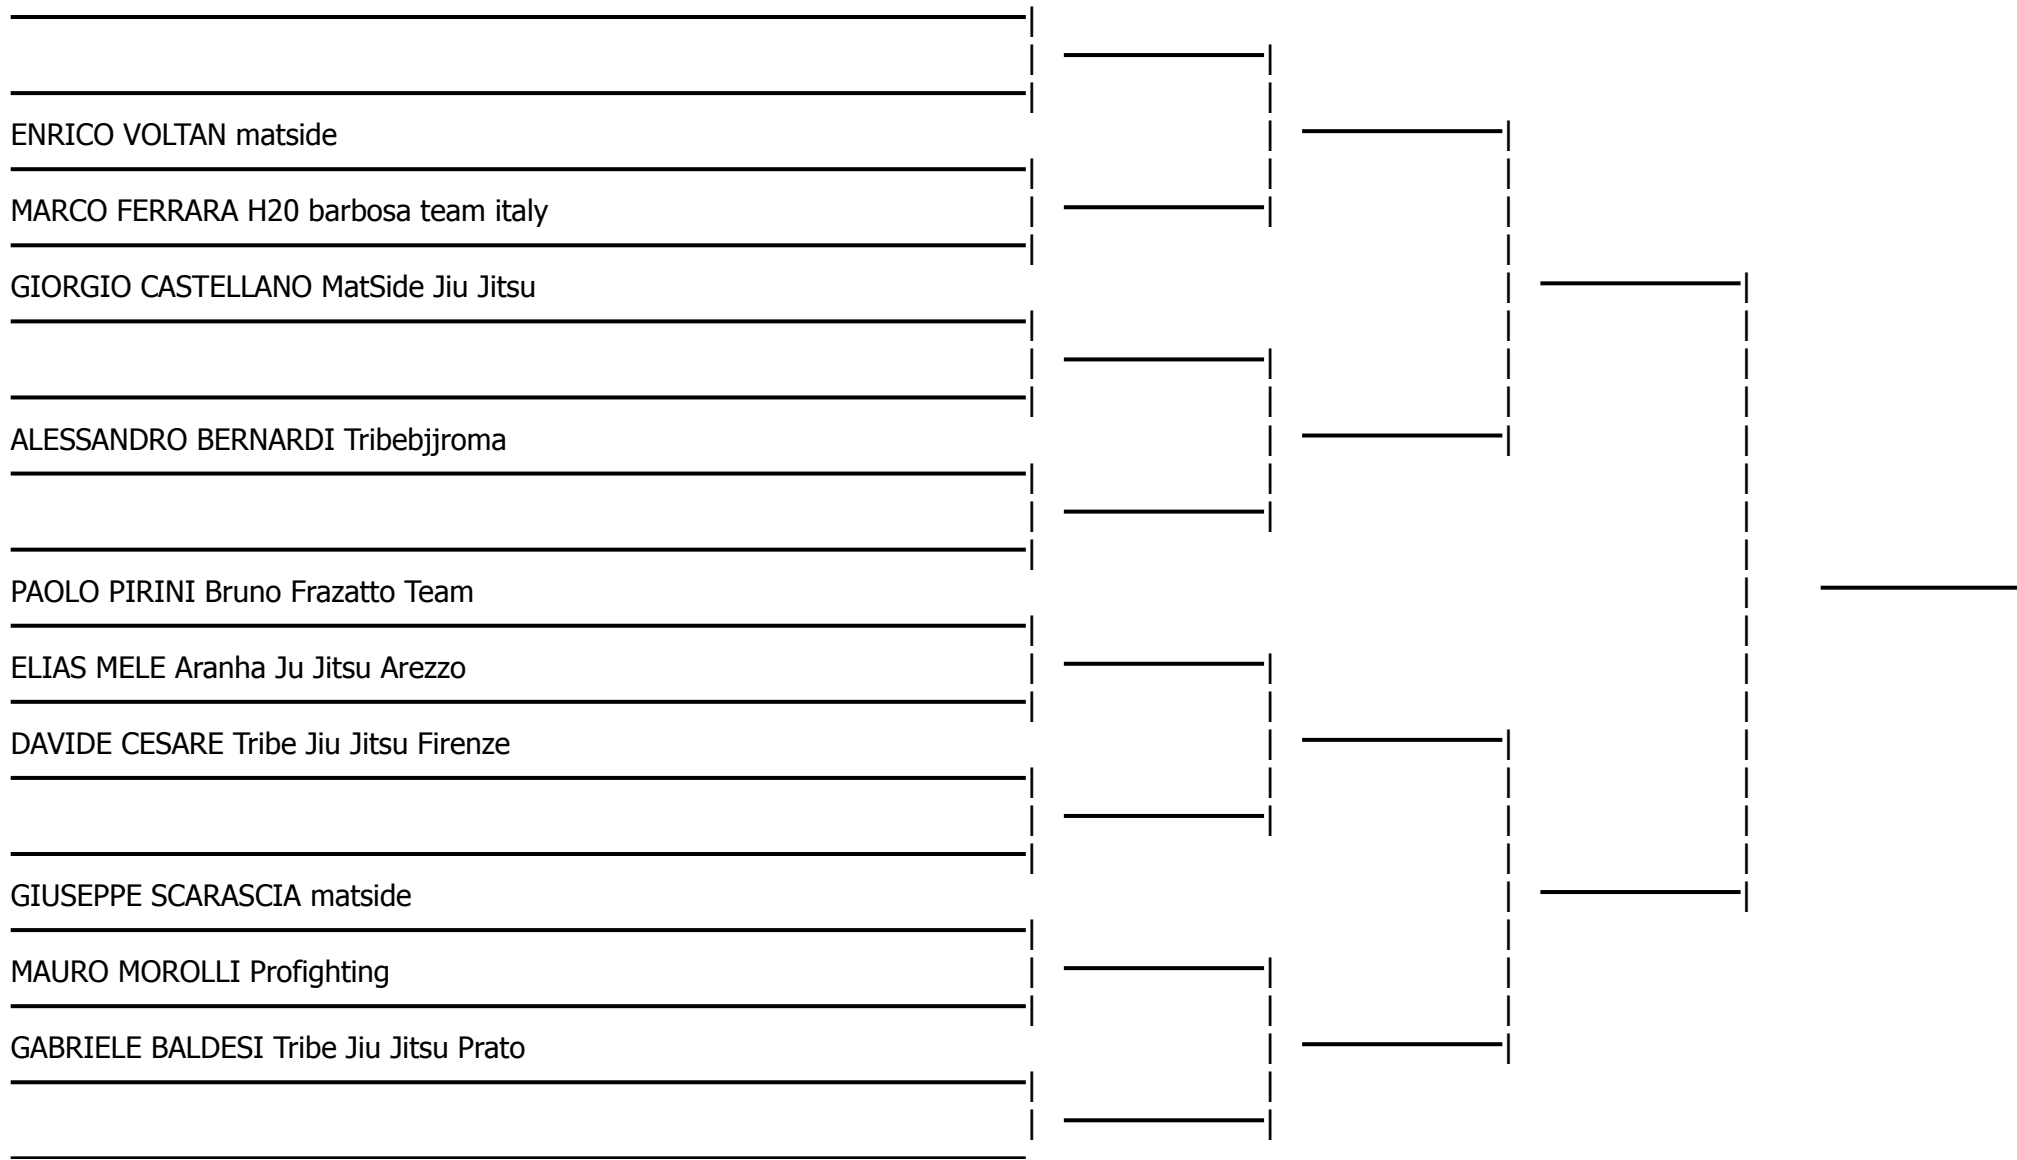 ENRICO VOLTAN matside
MARCO FERRARA H20 barbosa team italy
GIORGIO CASTELLANO MatSide Jiu Jitsu
ALESSANDRO BERNARDI Tribebjjroma
PAOLO PIRINI Bruno Frazatto Team
ELIAS MELE Aranha Ju Jitsu Arezzo
DAVIDE CESARE Tribe Jiu Jitsu Firenze
GIUSEPPE SCARASCIA matside
MAURO MOROLLI Profighting
GABRIELE BALDESI Tribe Jiu Jitsu Prato